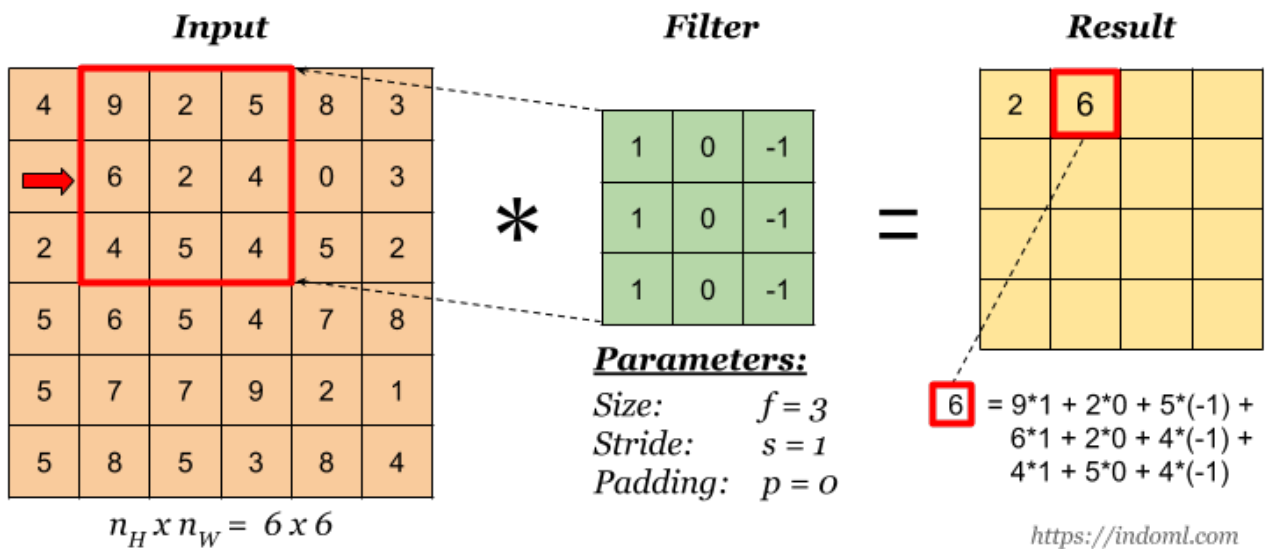 Input Filter Result
4 9 2 5 8 3
6 2 4 0 3
2 4 5 4 5 2
5 6 5 4 7 8
5 7 7 9 2 1
5 8 5 3 8 4
n_H x n_W = 6 x 6
*
1 0 -1
1 0 -1
1 0 -1
Parameters:
Size: f = 3
Stride: s = 1
Padding: p = 0
=
2 6
6 = 9*1 + 2*0 + 5*(-1) +
6*1 + 2*0 + 4*(-1) +
4*1 + 5*0 + 4*(-1)
https://indoml.com